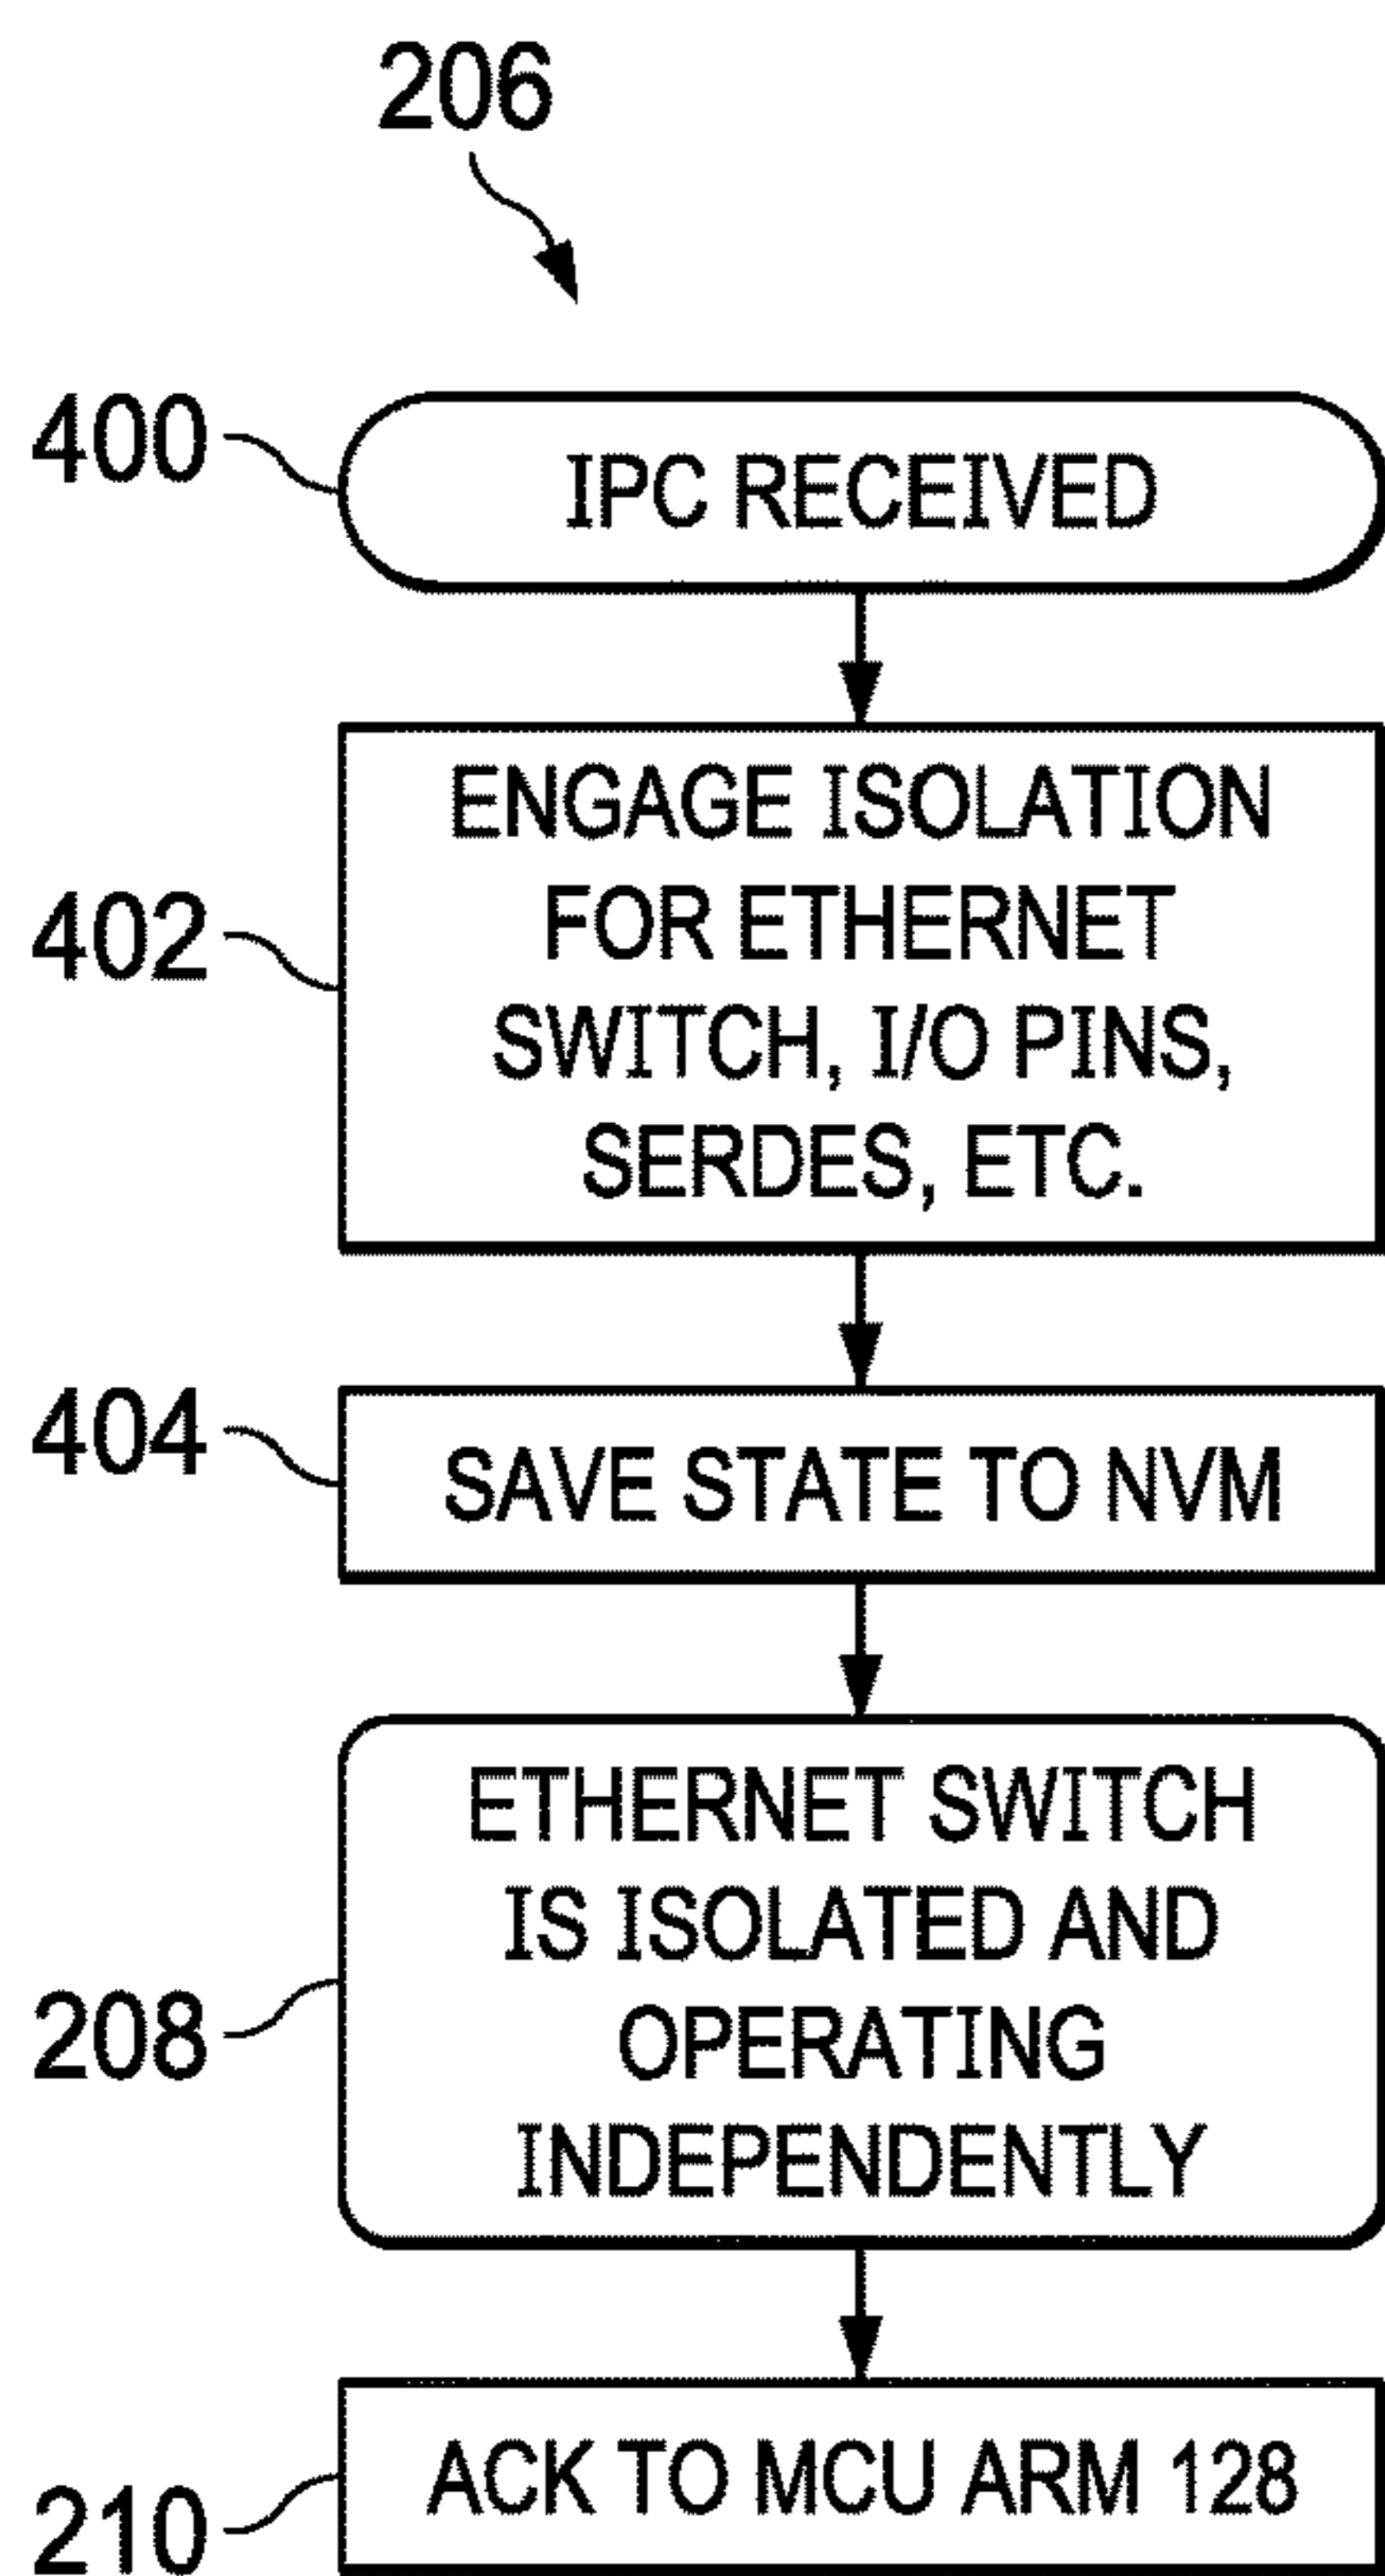 206
400
IPC RECEIVED
402
ENGAGE ISOLATION
FOR ETHERNET
SWITCH, I/O PINS,
SERDES, ETC.
404
SAVE STATE TO NVM
208
ETHERNET SWITCH
IS ISOLATED AND
OPERATING
INDEPENDENTLY
210
ACK TO MCU ARM 128